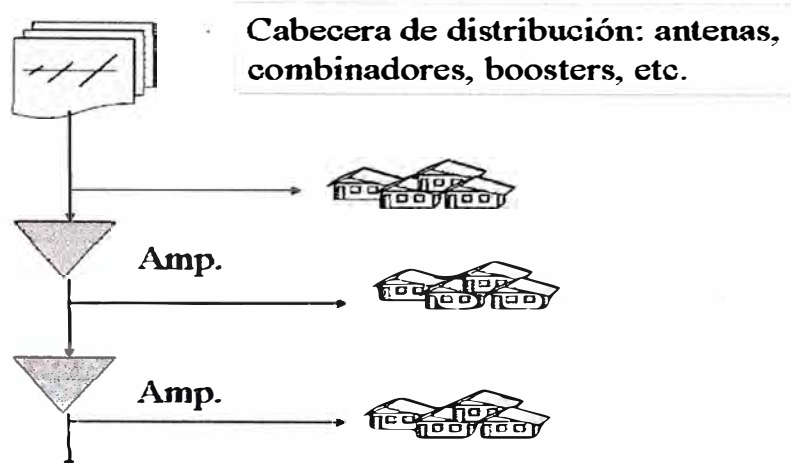 Cabecera de distribución: antenas,
combinadores, boosters, etc.
Amp.
Amp.